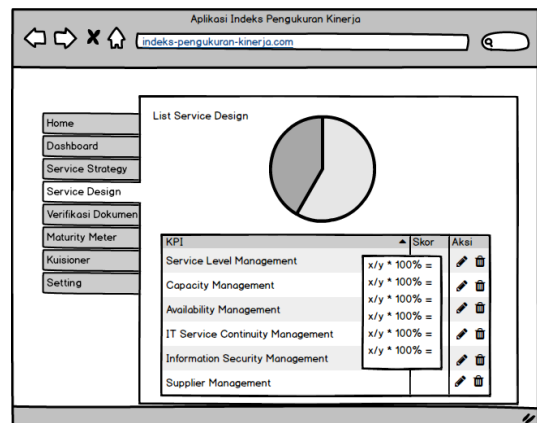 Aplikasi Indeks Pengukuran Kinerja
indeks-pengukuran-kinerja.com
Home
Dashboard
Service Strategy
Service Design
Verifikasi Dokumen
Maturity Meter
Kuisioner
Setting
List Service Design
KPI Skor Aksi
Service Level Management x/y * 100% =
Capacity Management x/y * 100% =
x/y * 100% =
Availability Management x/y * 100% =
IT Service Continuity Management x/y * 100% =
Information Security Management x/y * 100% =
Supplier Management